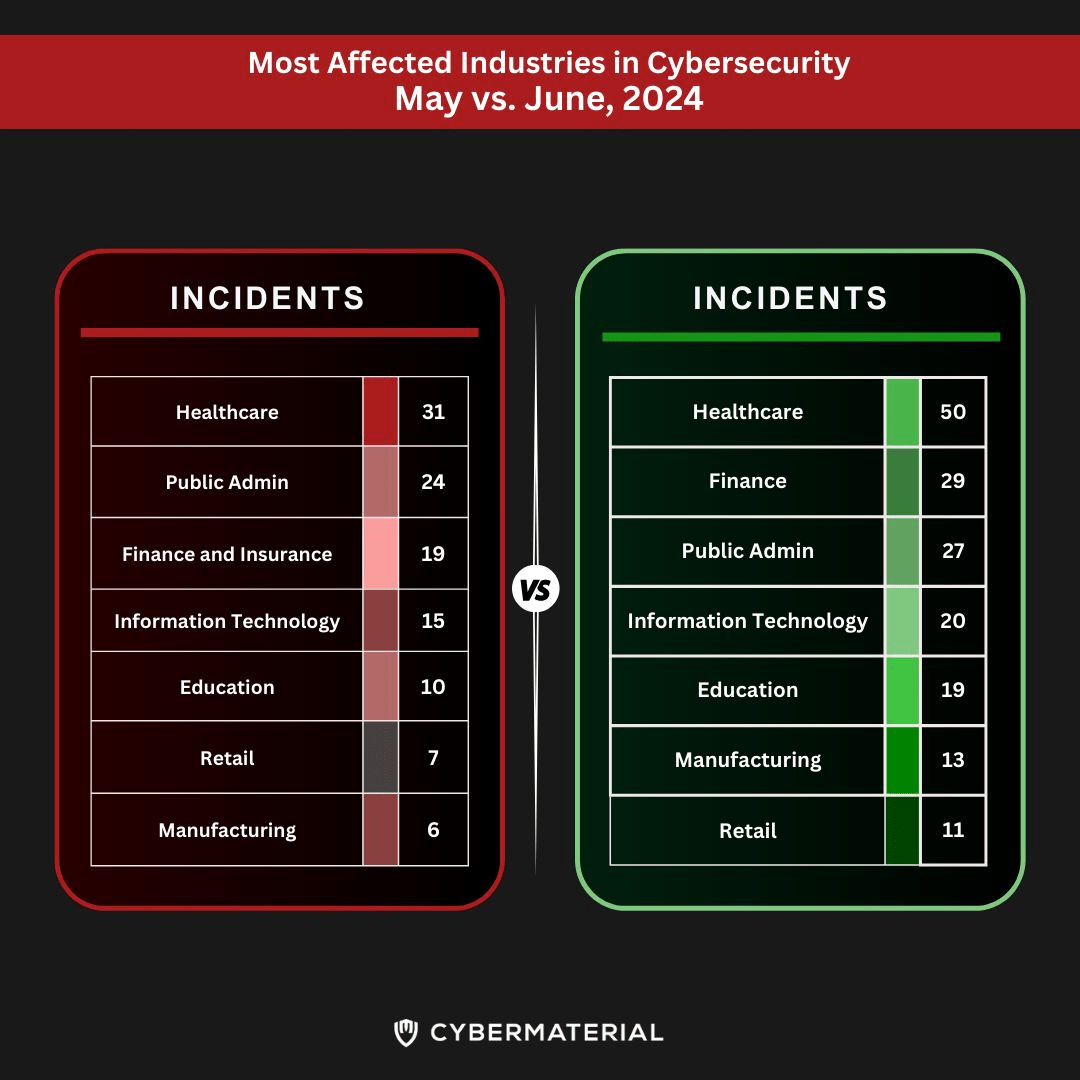 Most Affected Industries in Cybersecurity
May vs. June, 2024
INCIDENTS
Healthcare 31
Public Admin 24
Finance and Insurance 19
Information Technology 15
Education 10
Retail 7
Manufacturing 6
VS
INCIDENTS
Healthcare 50
Finance 29
Public Admin 27
Information Technology 20
Education 19
Manufacturing 13
Retail 11
CYBERMATERIAL